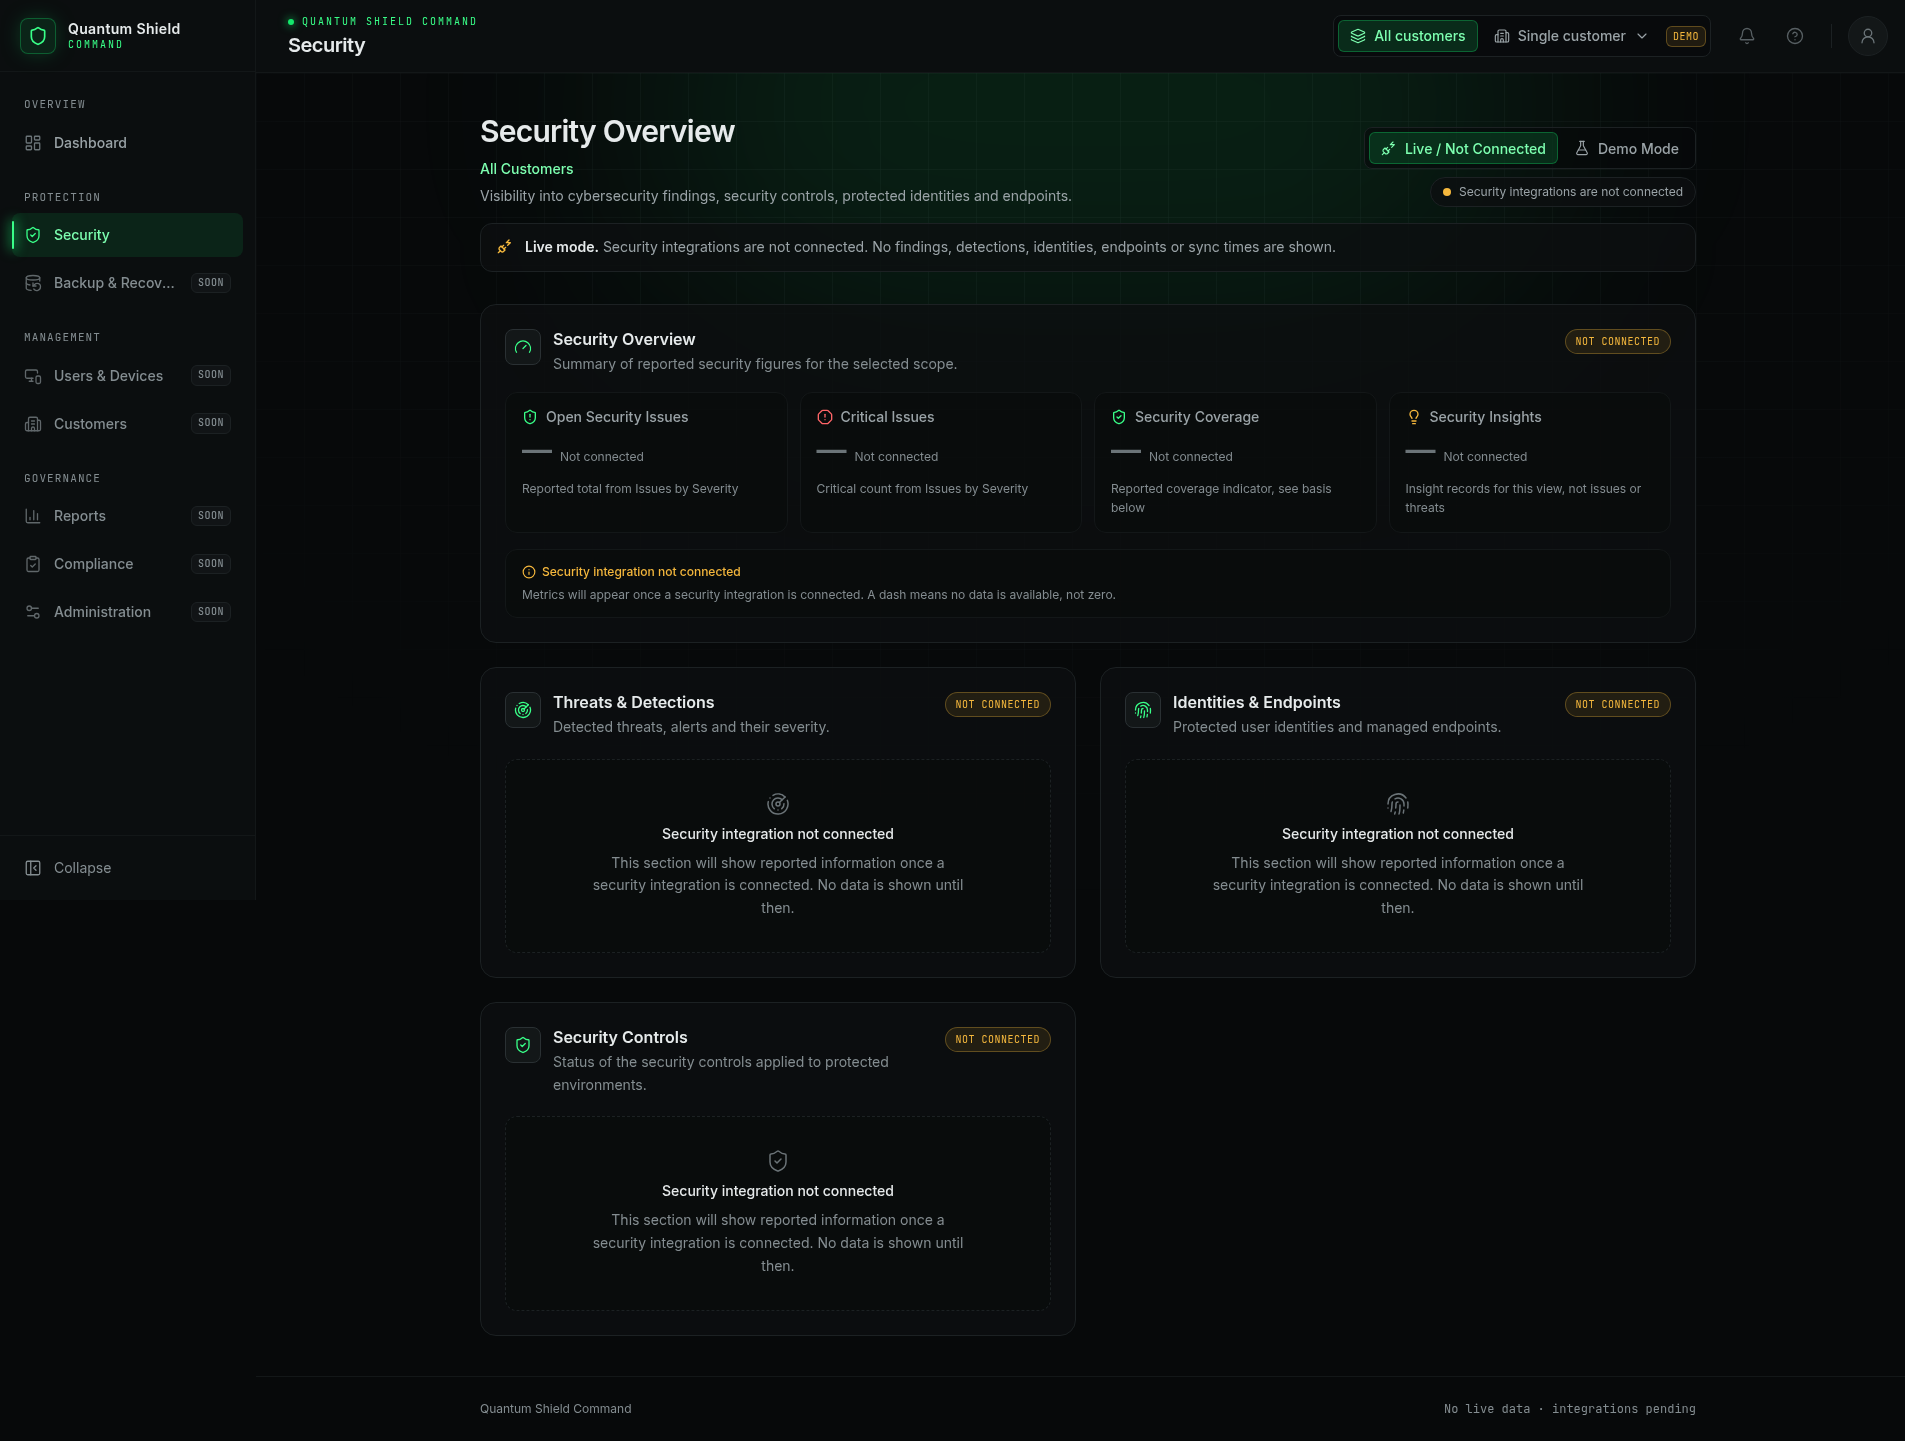 Quantum Shield
COMMAND
OVERVIEW
Dashboard
PROTECTION
Security
Backup & Recov... SOON
MANAGEMENT
Users & Devices SOON
Customers SOON
GOVERNANCE
Reports SOON
Compliance SOON
Administration SOON
Collapse
QUANTUM SHIELD COMMAND
Security
All customers Single customer DEMO
Security Overview
All Customers
Visibility into cybersecurity findings, security controls, protected identities and endpoints.
Live / Not Connected Demo Mode
Security integrations are not connected
Live mode. Security integrations are not connected. No findings, detections, identities, endpoints or sync times are shown.
Security Overview
Summary of reported security figures for the selected scope.
NOT CONNECTED
Open Security Issues
— Not connected
Reported total from Issues by Severity
Critical Issues
— Not connected
Critical count from Issues by Severity
Security Coverage
— Not connected
Reported coverage indicator, see basis
below
Security Insights
— Not connected
Insight records for this view, not issues or
threats
Security integration not connected
Metrics will appear once a security integration is connected. A dash means no data is available, not zero.
Threats & Detections
Detected threats, alerts and their severity.
NOT CONNECTED
Security integration not connected
This section will show reported information once a
security integration is connected. No data is shown until
then.
Identities & Endpoints
Protected user identities and managed endpoints.
NOT CONNECTED
Security integration not connected
This section will show reported information once a
security integration is connected. No data is shown until
then.
Security Controls
Status of the security controls applied to protected
environments.
NOT CONNECTED
Security integration not connected
This section will show reported information once a
security integration is connected. No data is shown until
then.
Quantum Shield Command
No live data · integrations pending